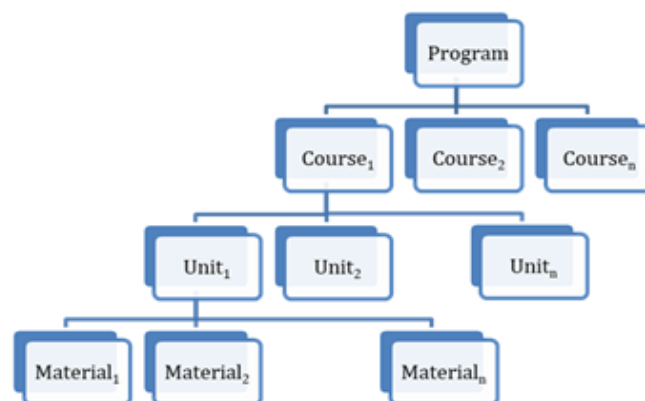 Program
Course₁ Course₂ Courseₙ
Unit₁ Unit₂ Unitₙ
Material₁ Material₂ Materialₙ